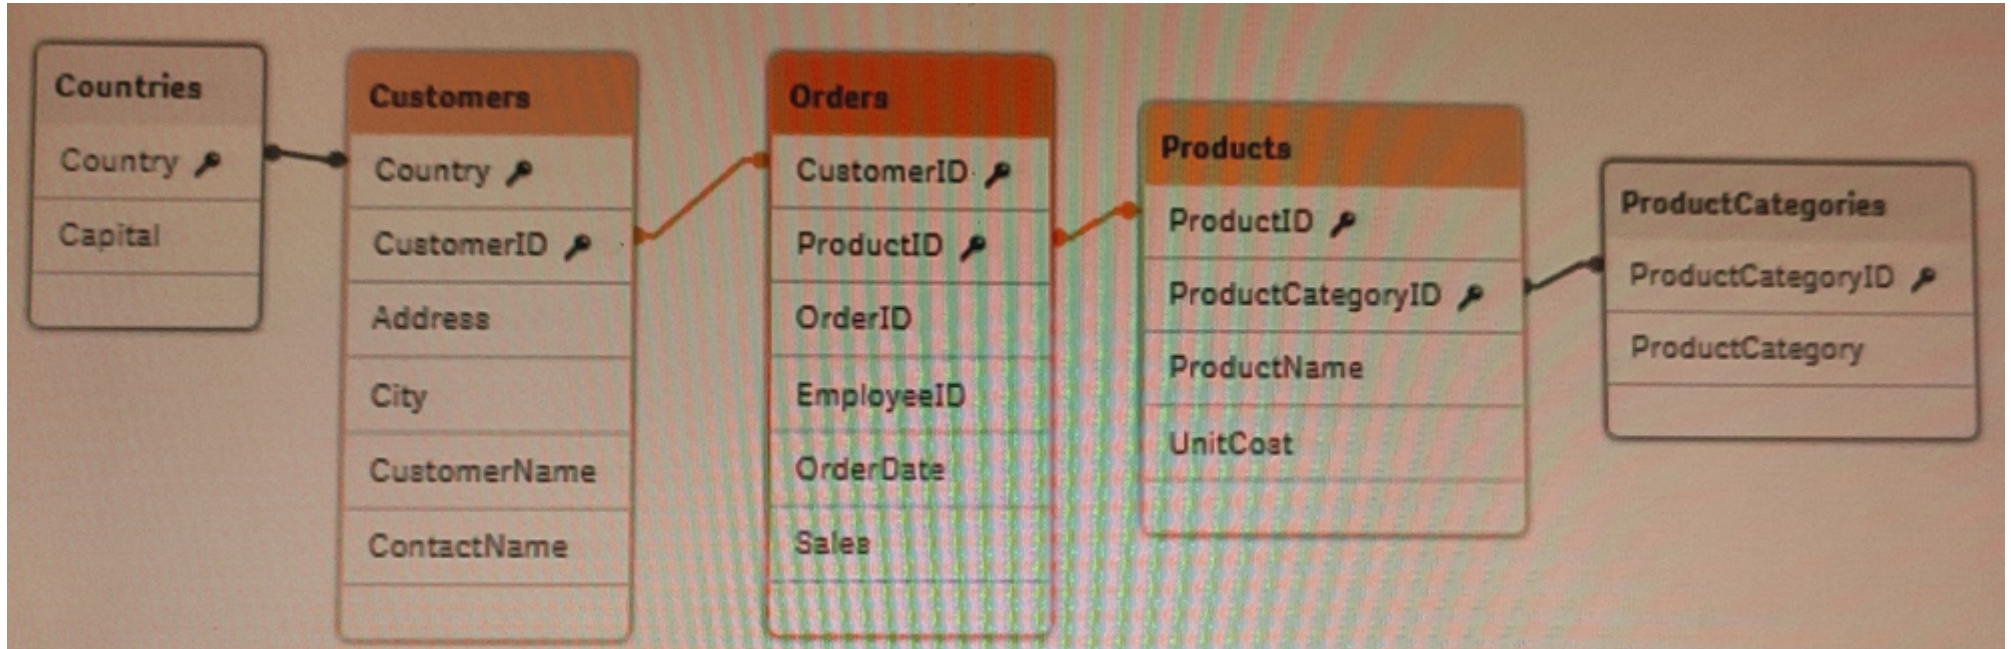 Countries
Country
Capital
Customers
Country
CustomerID
Address
City
CustomerName
ContactName
Orders
CustomerID
ProductID
OrderID
EmployeeID
OrderDate
Sales
Products
ProductID
ProductCategoryID
ProductName
UnitCost
ProductCategories
ProductCategoryID
ProductCategory